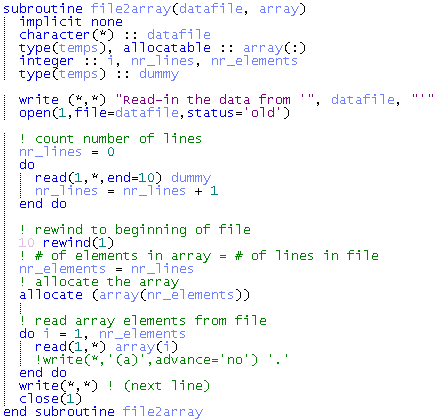 subroutine file2array(datafile, array)
  implicit none
  character(*) :: datafile
  type(temps), allocatable :: array(:)
  integer :: i, nr_lines, nr_elements
  type(temps) :: dummy

  write (*,*) "Read-in the data from '", datafile, "'"
  open(1,file=datafile,status='old')

  ! count number of lines
  nr_lines = 0
  do
    read(1,*,end=10) dummy
    nr_lines = nr_lines + 1
  end do

  ! rewind to beginning of file
  10 rewind(1)
  ! # of elements in array = # of lines in file
  nr_elements = nr_lines
  ! allocate the array
  allocate (array(nr_elements))

  ! read array elements from file
  do i = 1, nr_elements
    read(1,*) array(i)
    !write(*,'(a)',advance='no') '.'
  end do
  write(*,*) ! (next line)
  close(1)
end subroutine file2array